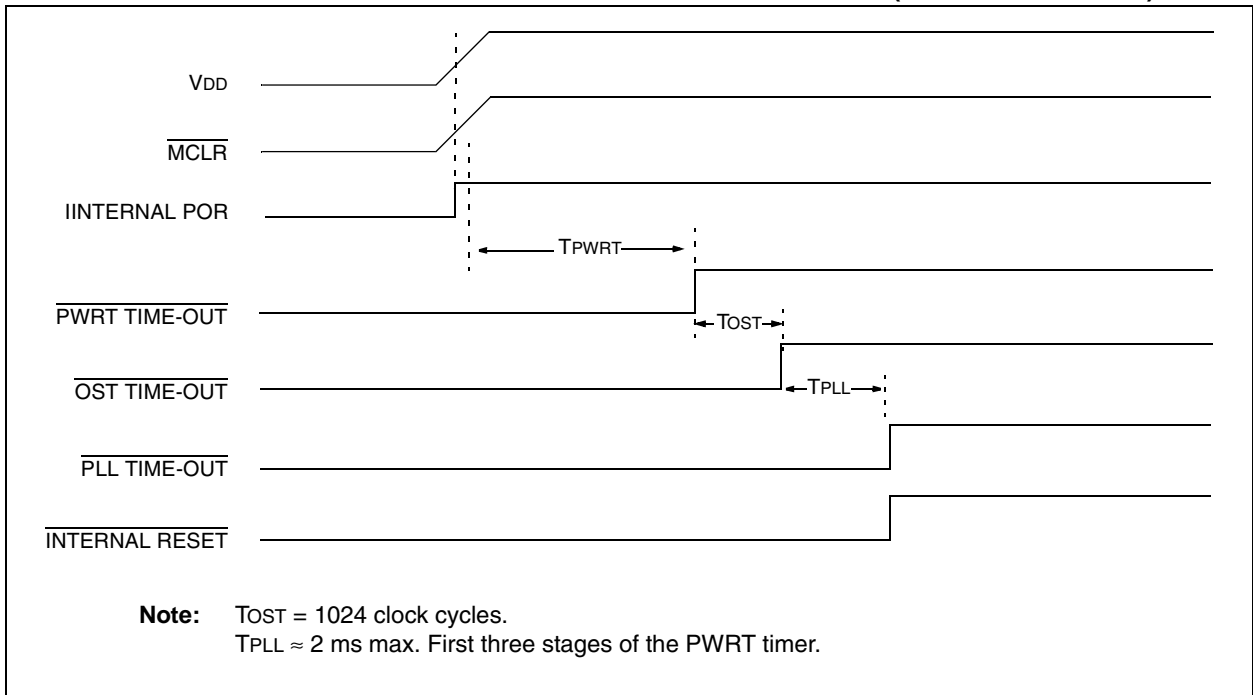 VDD
MCLR
IINTERNAL POR
TPWRT
PWRT TIME-OUT
TOST
OST TIME-OUT
TPLL
PLL TIME-OUT
INTERNAL RESET
Note: TOST = 1024 clock cycles.
TPLL ≈ 2 ms max. First three stages of the PWRT timer.